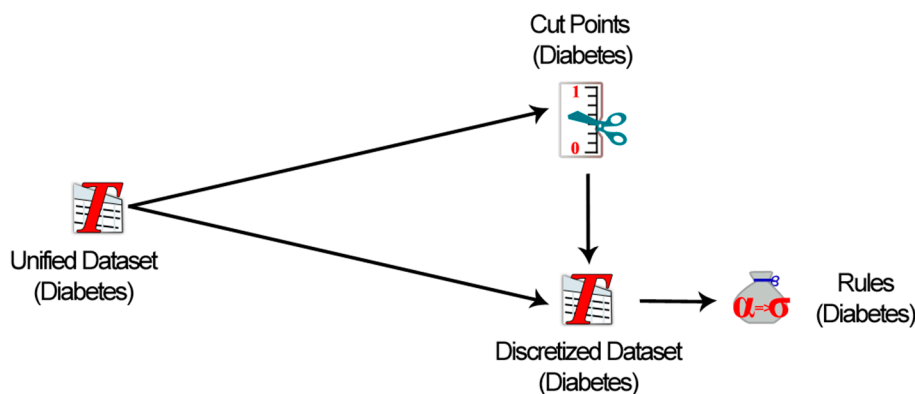 Cut Points
(Diabetes)
1
0
T
Unified Dataset
(Diabetes)
T
Discretized Dataset
(Diabetes)
α=>σ
Rules
(Diabetes)